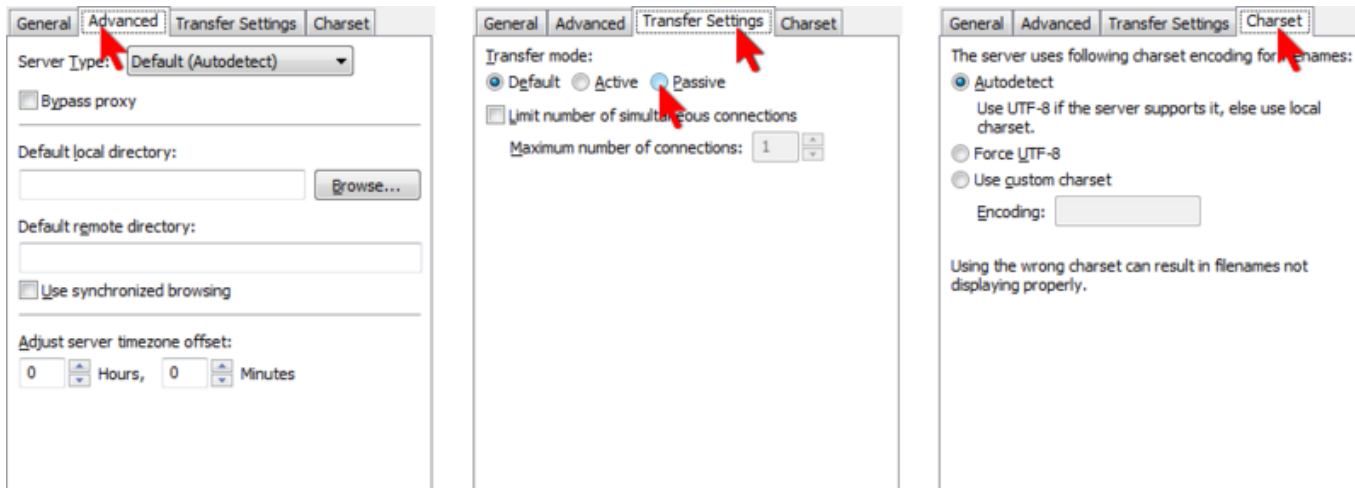 General Advanced Transfer Settings Charset
Server Type: Default (Autodetect)
Bypass proxy
Default local directory:
Browse...
Default remote directory:
Use synchronized browsing
Adjust server timezone offset:
0 Hours, 0 Minutes
General Advanced Transfer Settings Charset
Transfer mode:
Default Active Passive
Limit number of simultaneous connections
Maximum number of connections: 1
General Advanced Transfer Settings Charset
The server uses following charset encoding for filenames:
Autodetect
Use UTF-8 if the server supports it, else use local
charset.
Force UTF-8
Use custom charset
Encoding:
Using the wrong charset can result in filenames not
displaying properly.